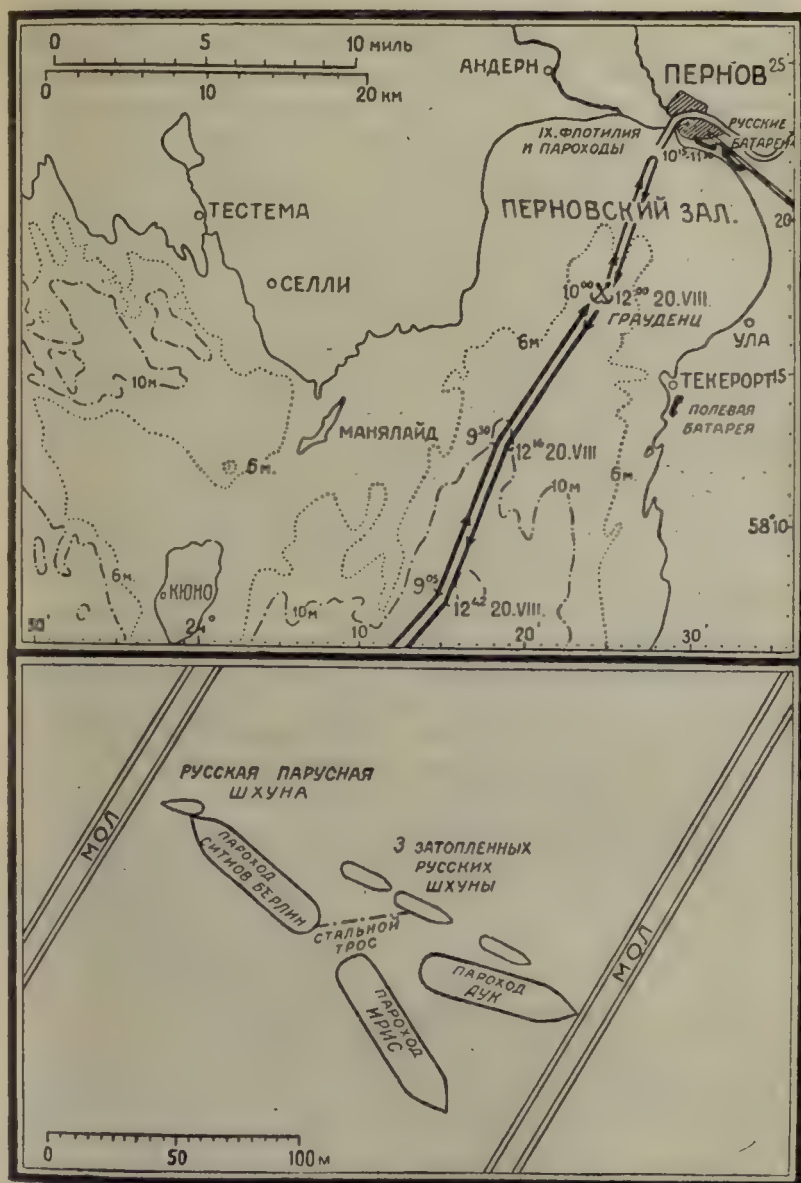 0 5 10 МИЛЬ
0 10 20 КМ
АНДЕРН
ПЕРНОВ
25'
IX. ФЛОТИЛИЯ
И ПАРОХОДЫ
РУССКИЕ
БАТАРЕИ
ТЕСТЕМА
ПЕРНОВСКИЙ ЗАЛ.
20
СЕЛЛИ
10⁰⁰ 12⁰⁰ 20.VIII.
ГРАУДЕНЦ
6м.
УЛА
10м
15
ТЕКЕРОРТ
ПОЛЕВАЯ
БАТАРЕЯ
МАНЯЛАЙД
9³⁰
12¹⁶ 20.VIII
6м.
10м
6м.
58°10
6м.
КЮНО
9⁰⁵
10м
12⁴² 20.VIII.
24° 10' 20' 30'
РУССКАЯ ПАРУСНАЯ
ШХУНА
МОЛ
ПАРОХОД
СИТИОВ БЕРЛИН
3 ЗАТОПЛЕННЫХ
РУССКИХ
ШХУНЫ
СТАЛЬНОЙ
ТРОС
ПАРОХОД
ДУК
МОЛ
ПАРОХОД
ИРИС
0 50 100 м